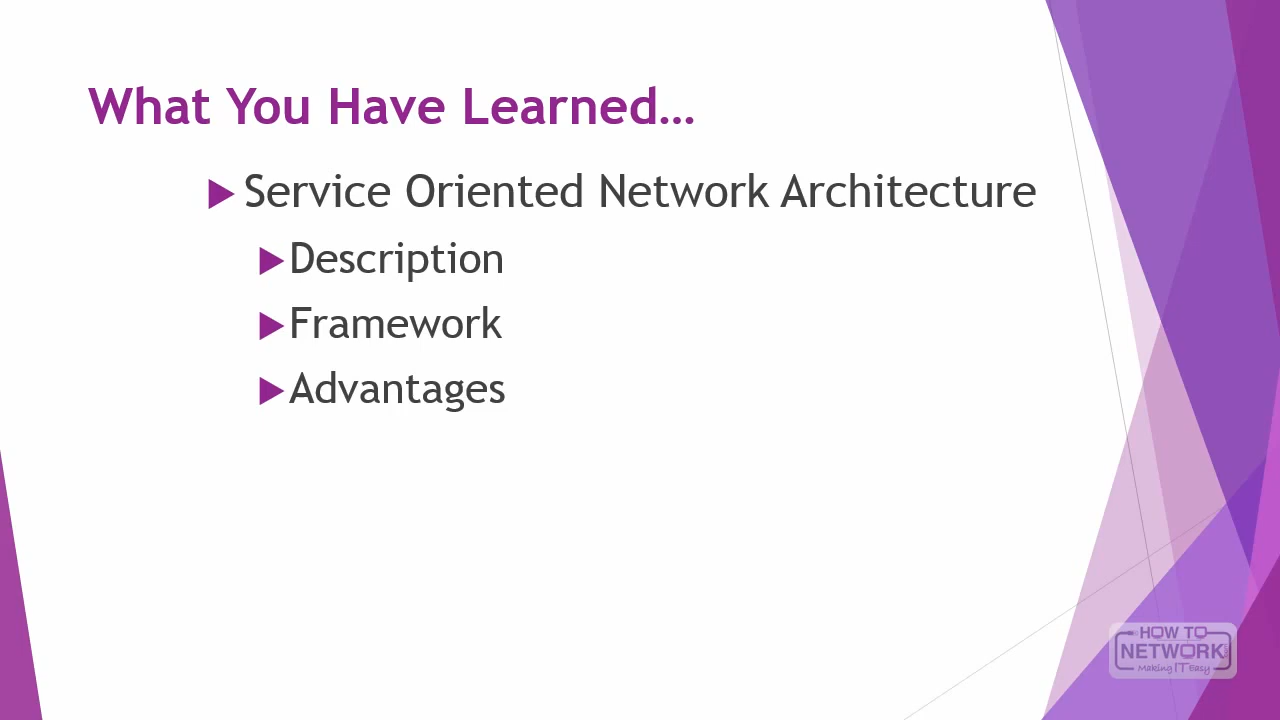 What You Have Learned…
Service Oriented Network Architecture
Description
Framework
Advantages
HOW TO
NETWORK
Making IT Easy